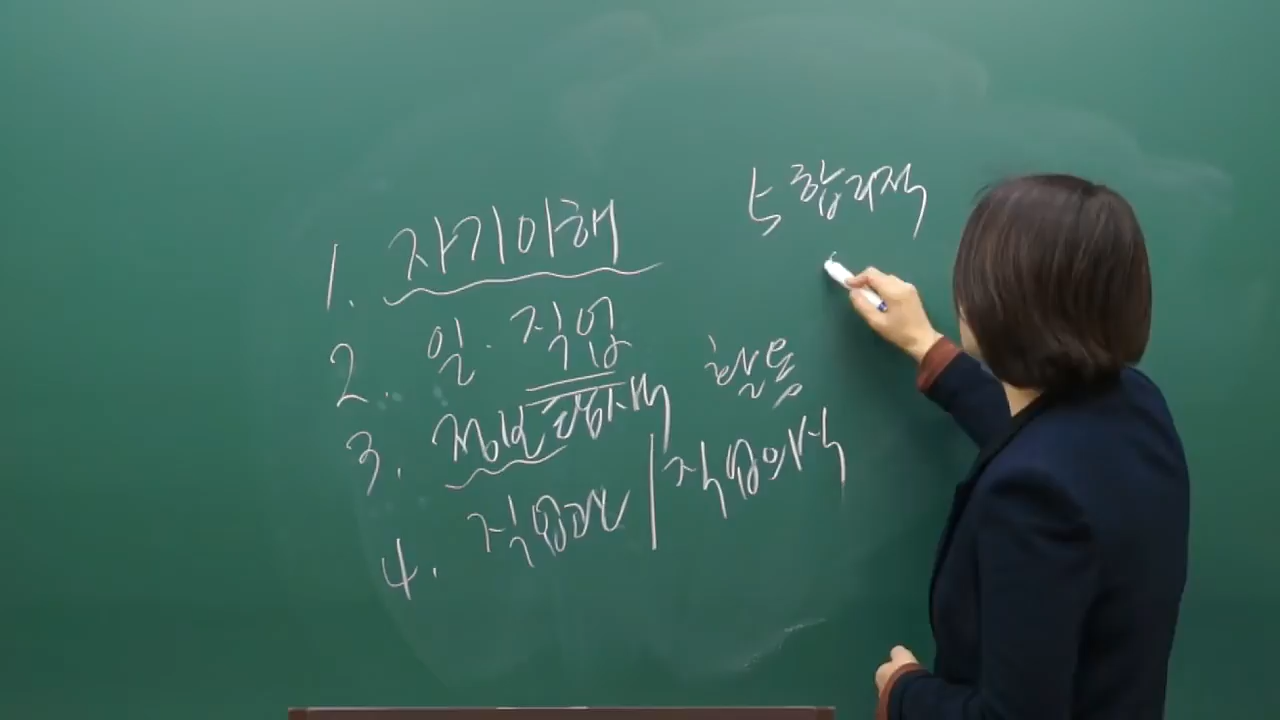 1. 자기이해
2. 일. 직업
3. 정보탐색 활용
4. 직업관 / 직업의식
5 합리적